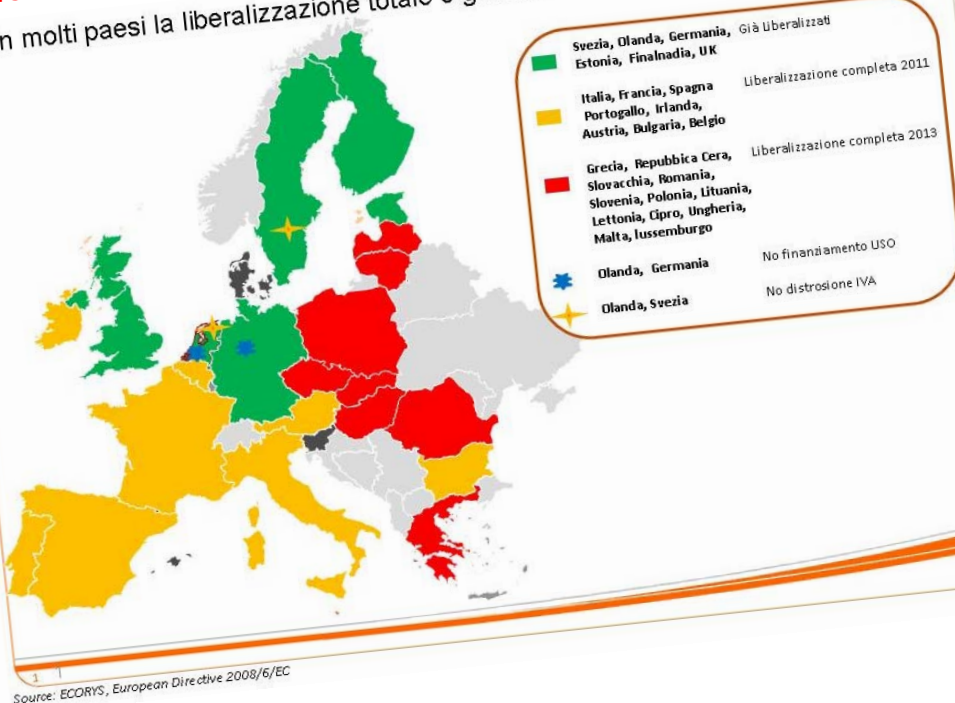 n molti paesi la liberalizzazione totale
Svezia, Olanda, Germania, Già Liberalizzati
Estonia, Finalnadia, UK
Italia, Francia, Spagna Liberalizzazione completa 2011
Portogallo, Irlanda,
Austria, Bulgaria, Belgio
Grecia, Repubbica Cera, Liberalizzazione completa 2013
Slovacchia, Romania,
Slovenia, Polonia, Lituania,
Lettonia, Cipro, Ungheria,
Malta, lussemburgo
Olanda, Germania No finanziamento USO
Olanda, Svezia No distrosione IVA
1
Source: ECORYS, European Directive 2008/6/EC